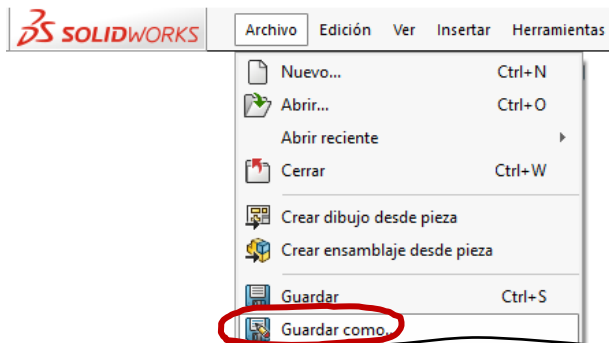 SOLIDWORKS Archivo Edición Ver Insertar Herramientas
Nuevo... Ctrl+N
Abrir... Ctrl+O
Abrir reciente
Cerrar Ctrl+W
Crear dibujo desde pieza
Crear ensamblaje desde pieza
Guardar Ctrl+S
Guardar como...